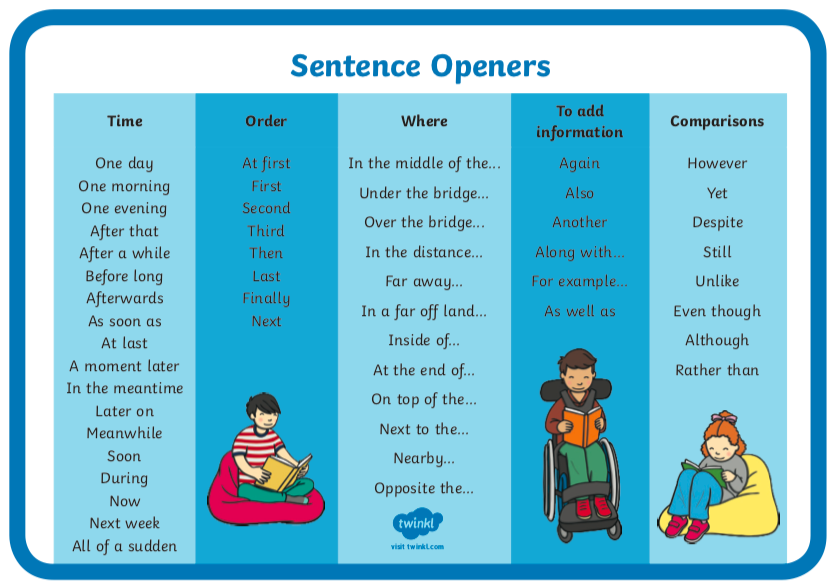 Sentence Openers
Time
One day
One morning
One evening
After that
After a while
Before long
Afterwards
As soon as
At last
A moment later
In the meantime
Later on
Meanwhile
Soon
During
Now
Next week
All of a sudden
Order
At first
First
Second
Third
Then
Last
Finally
Next
Where
In the middle of the...
Under the bridge...
Over the bridge...
In the distance...
Far away...
In a far off land...
Inside of...
At the end of...
On top of the...
Next to the...
Nearby...
Opposite the...
twinkl
visit twinkl.com
To add
information
Again
Also
Another
Along with...
For example...
As well as
Comparisons
However
Yet
Despite
Still
Unlike
Even though
Although
Rather than